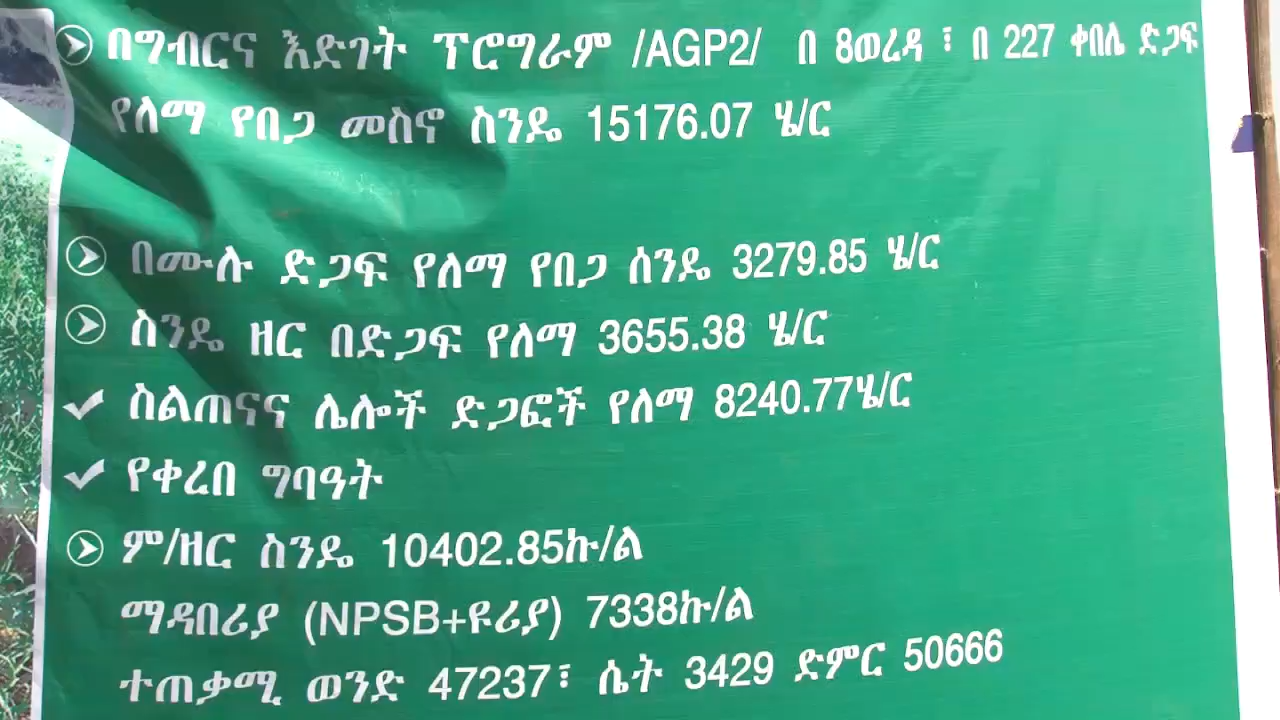 በግብርና እድገት ፕሮግራም /AGP2/ በ 8ወረዳ ፣ በ 227 ቀበሌ ድጋፍ
የለማ የበጋ መስኖ ስንዴ 15176.07 ሄ/ር
በሙሉ ድጋፍ የለማ የበጋ ሰንዴ 3279.85 ሄ/ር
ስንዴ ዘር በድጋፍ የለማ 3655.38 ሄ/ር
ስልጠናና ሌሎች ድጋፎች የለማ 8240.77ሄ/ር
የቀረበ ግባዓት
ም/ዘር ስንዴ 10402.85ኩ/ል
ማዳበሪያ (NPSB+ዩሪያ) 7338ኩ/ል
ተጠቃሚ ወንድ 47237፣ ሴት 3429 ድምር 50666